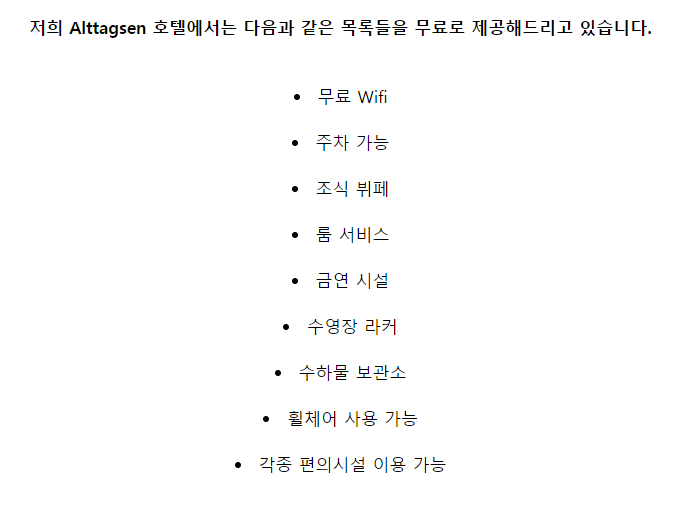 저희 Alttagsen 호텔에서는 다음과 같은 목록들을 무료로 제공해드리고 있습니다.
• 무료 Wifi
• 주차 가능
• 조식 뷔페
• 룸 서비스
• 금연 시설
• 수영장 라커
• 수하물 보관소
• 휠체어 사용 가능
• 각종 편의시설 이용 가능